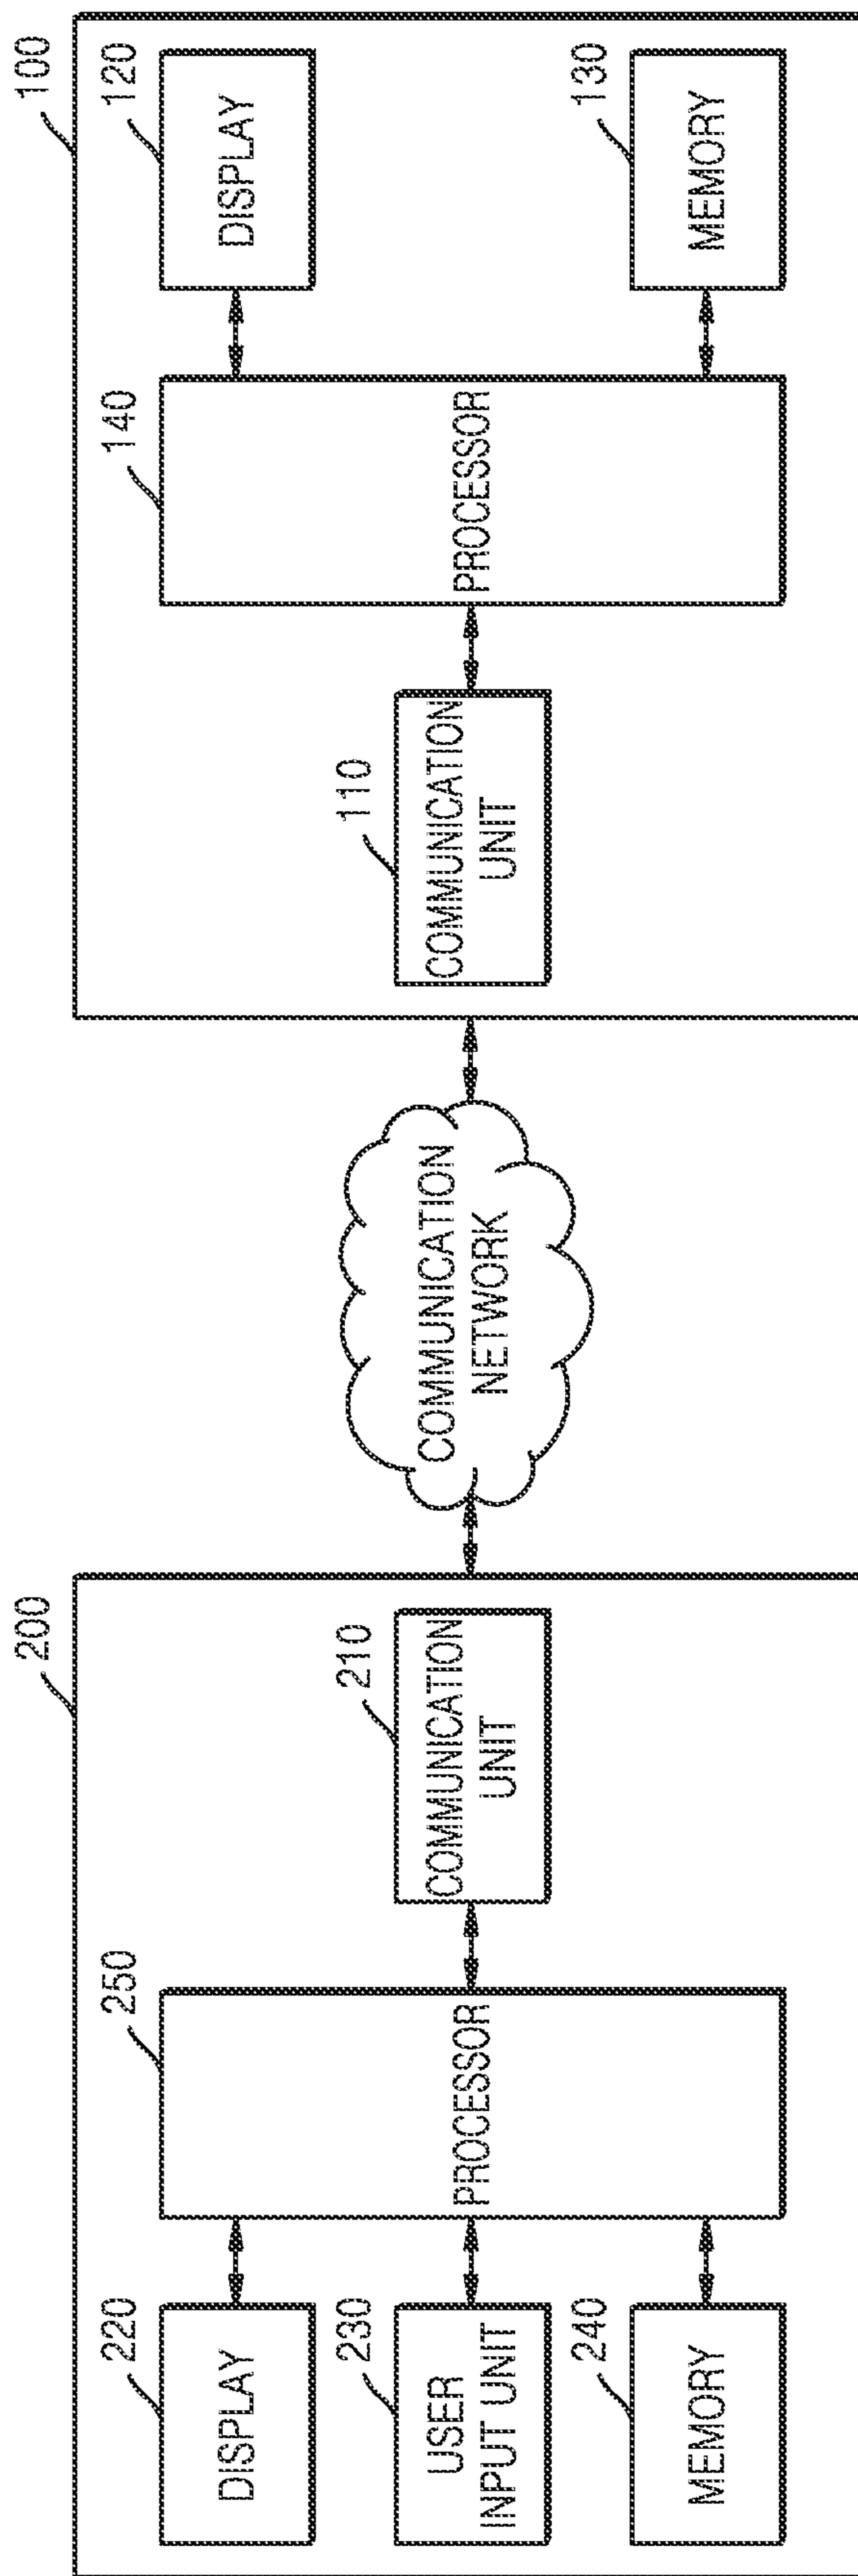 200
220
DISPLAY
230
USER
INPUT UNIT
240
MEMORY
250
PROCESSOR
210
COMMUNICATION
UNIT
COMMUNICATION
NETWORK
100
110
COMMUNICATION
UNIT
140
PROCESSOR
120
DISPLAY
130
MEMORY